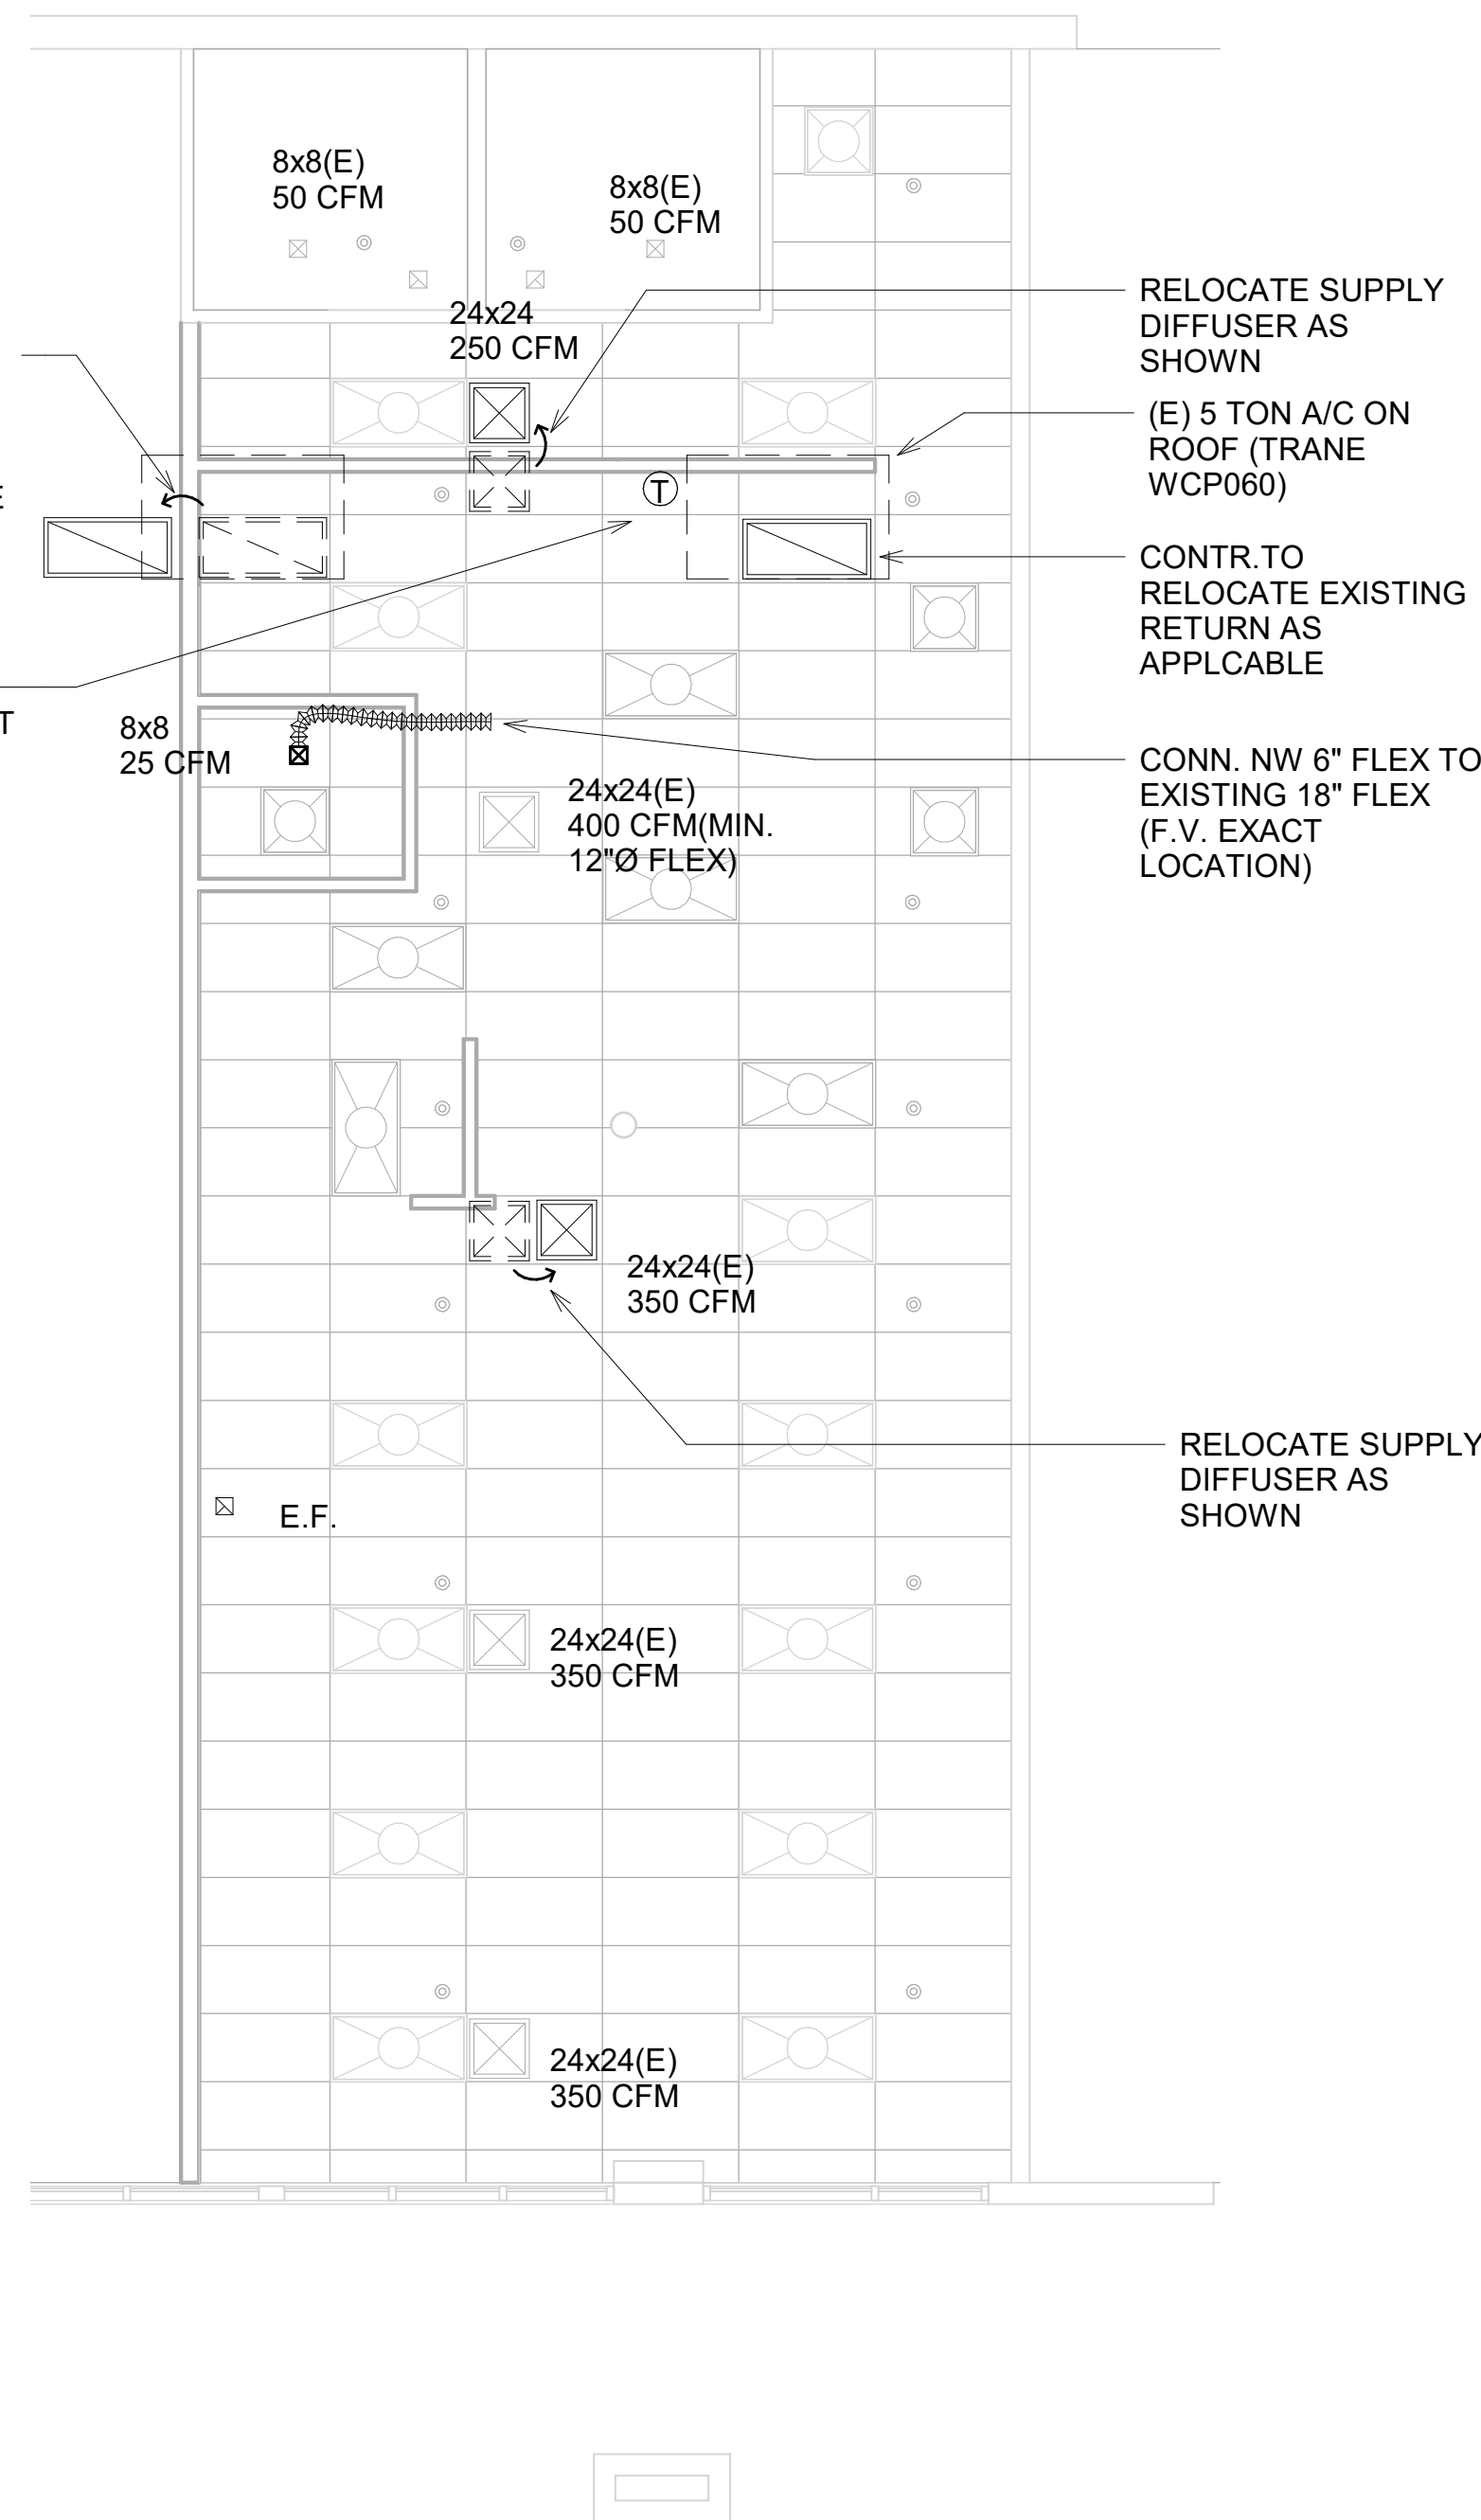 8x8(E)
50 CFM
8x8(E)
50 CFM
24x24
250 CFM
RELOCATE SUPPLY
DIFFUSER AS
SHOWN
(E) 5 TON A/C ON
ROOF (TRANE
WCP060)
E
T
CONTR.TO
RELOCATE EXISTING
RETURN AS
APPLCABLE
T
8x8
25 CFM
CONN. NW 6" FLEX TO
EXISTING 18" FLEX
(F.V. EXACT
LOCATION)
24x24(E)
400 CFM(MIN.
12"Ø FLEX)
24x24(E)
350 CFM
RELOCATE SUPPLY
DIFFUSER AS
SHOWN
E.F.
24x24(E)
350 CFM
24x24(E)
350 CFM